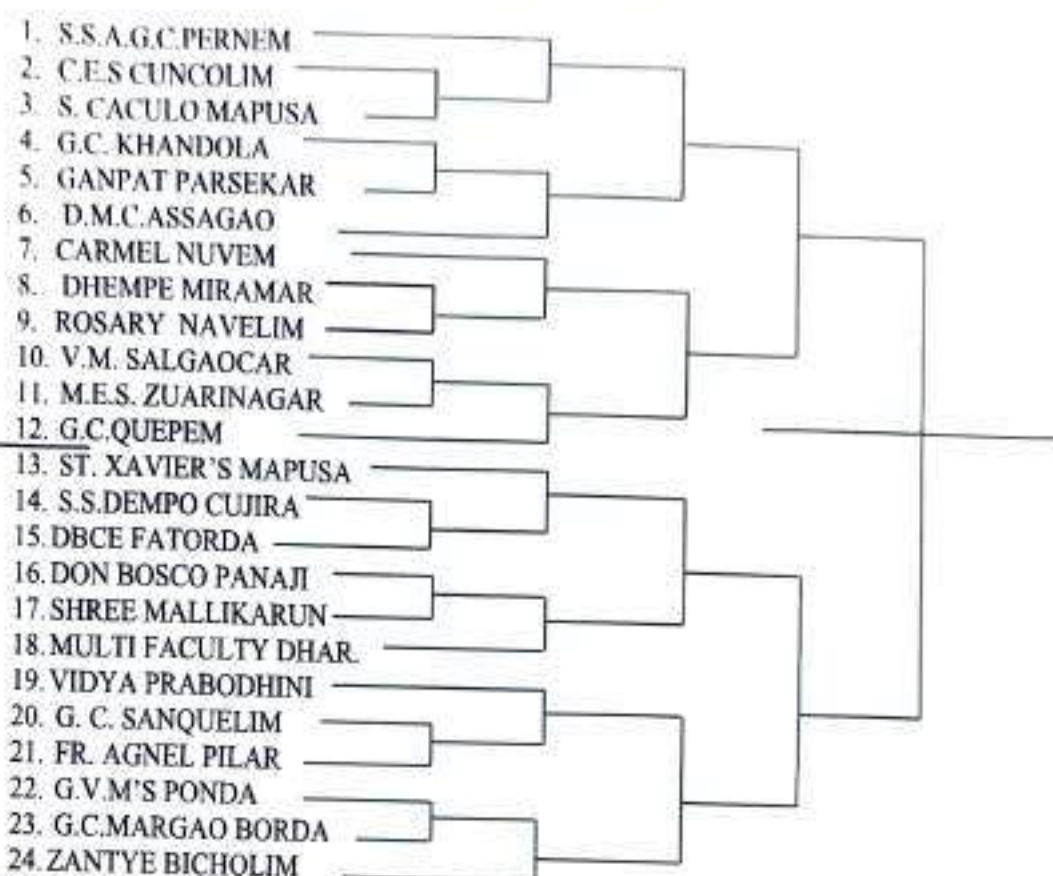 1. S.S.A.G.C.PERNEM
2. C.E.S CUNCOLIM
3. S. CACULO MAPUSA
4. G.C. KHANDOLA
5. GANPAT PARSEKAR
6. D.M.C.ASSAGAO
7. CARMEL NUVEM
8.. DHEMPE MIRAMAR
9. ROSARY NAVELIM
10. V.M. SALGAOCAR
11. M.E.S. ZUARINAGAR
12. G.C.QUEPEM
13. ST. XAVIER'S MAPUSA
14. S.S.DEMPO CUJIRA
15. DBCE FATORDA
16. DON BOSCO PANAJI
17. SHREE MALLIKARUN
18. MULTI FACULTY DHAR.
19. VIDYA PRABODHINI
20. G. C. SANQUELIM
21. FR. AGNEL PILAR
22. G.V.M'S PONDA
23. G.C.MARGAO BORDA
24. ZANTYE BICHOLIM